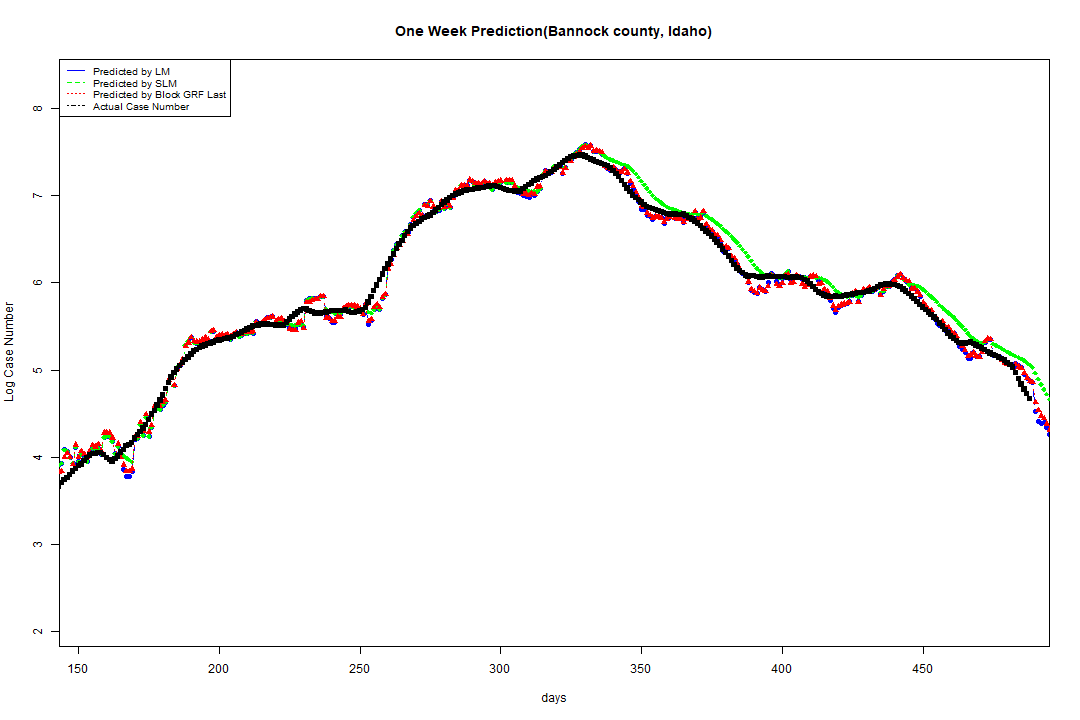 One Week Prediction(Bannock county, Idaho)
Predicted by LM
Predicted by SLM
Predicted by Block GRF Last
Actual Case Number
8
7
6
5
4
3
2
Log Case Number
150 200 250 300 350 400 450
days